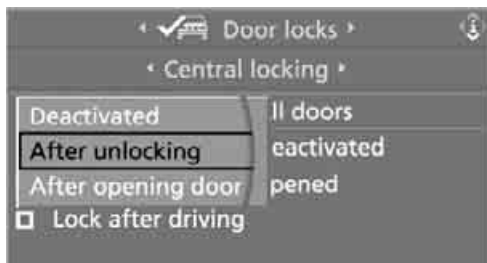 Door locks
Central locking
Deactivated
ll doors
After unlocking
eactivated
After opening door
pened
Lock after driving